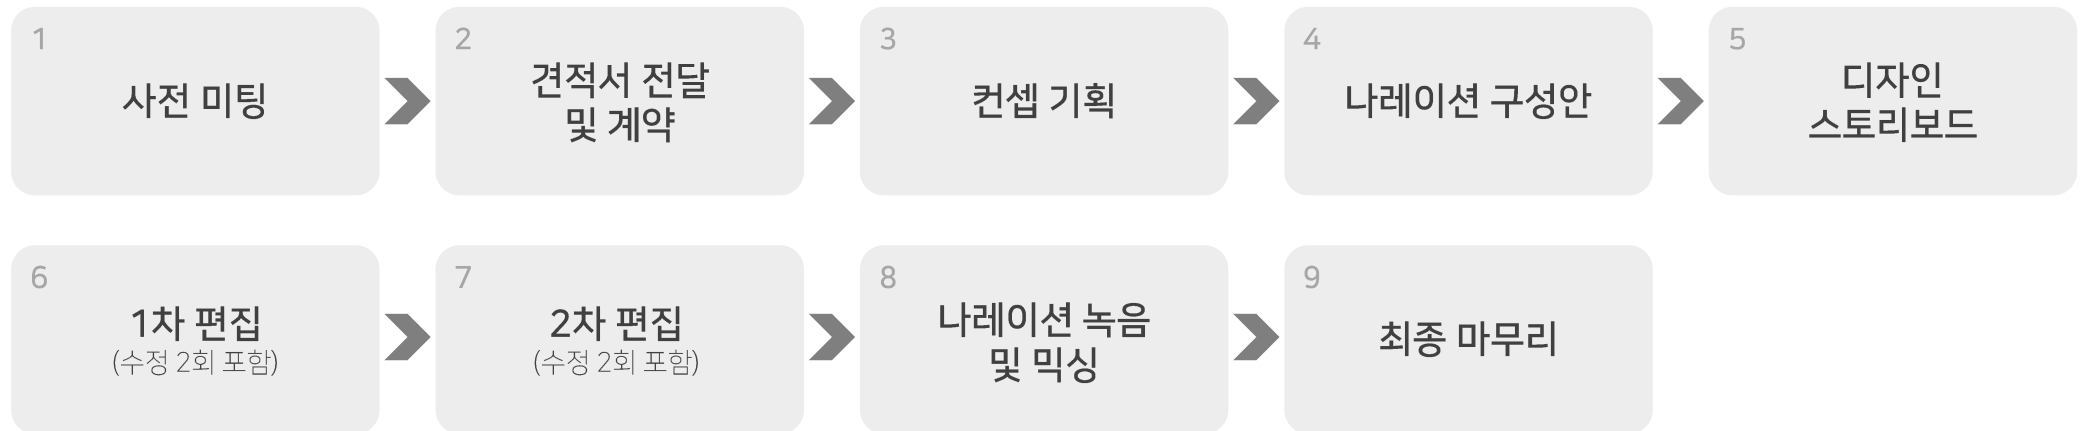 1
사전 미팅
2
견적서 전달
및 계약
3
컨셉 기획
4
나레이션 구성안
5
디자인
스토리보드
6
1차 편집
(수정 2회 포함)
7
2차 편집
(수정 2회 포함)
8
나레이션 녹음
및 믹싱
9
최종 마무리